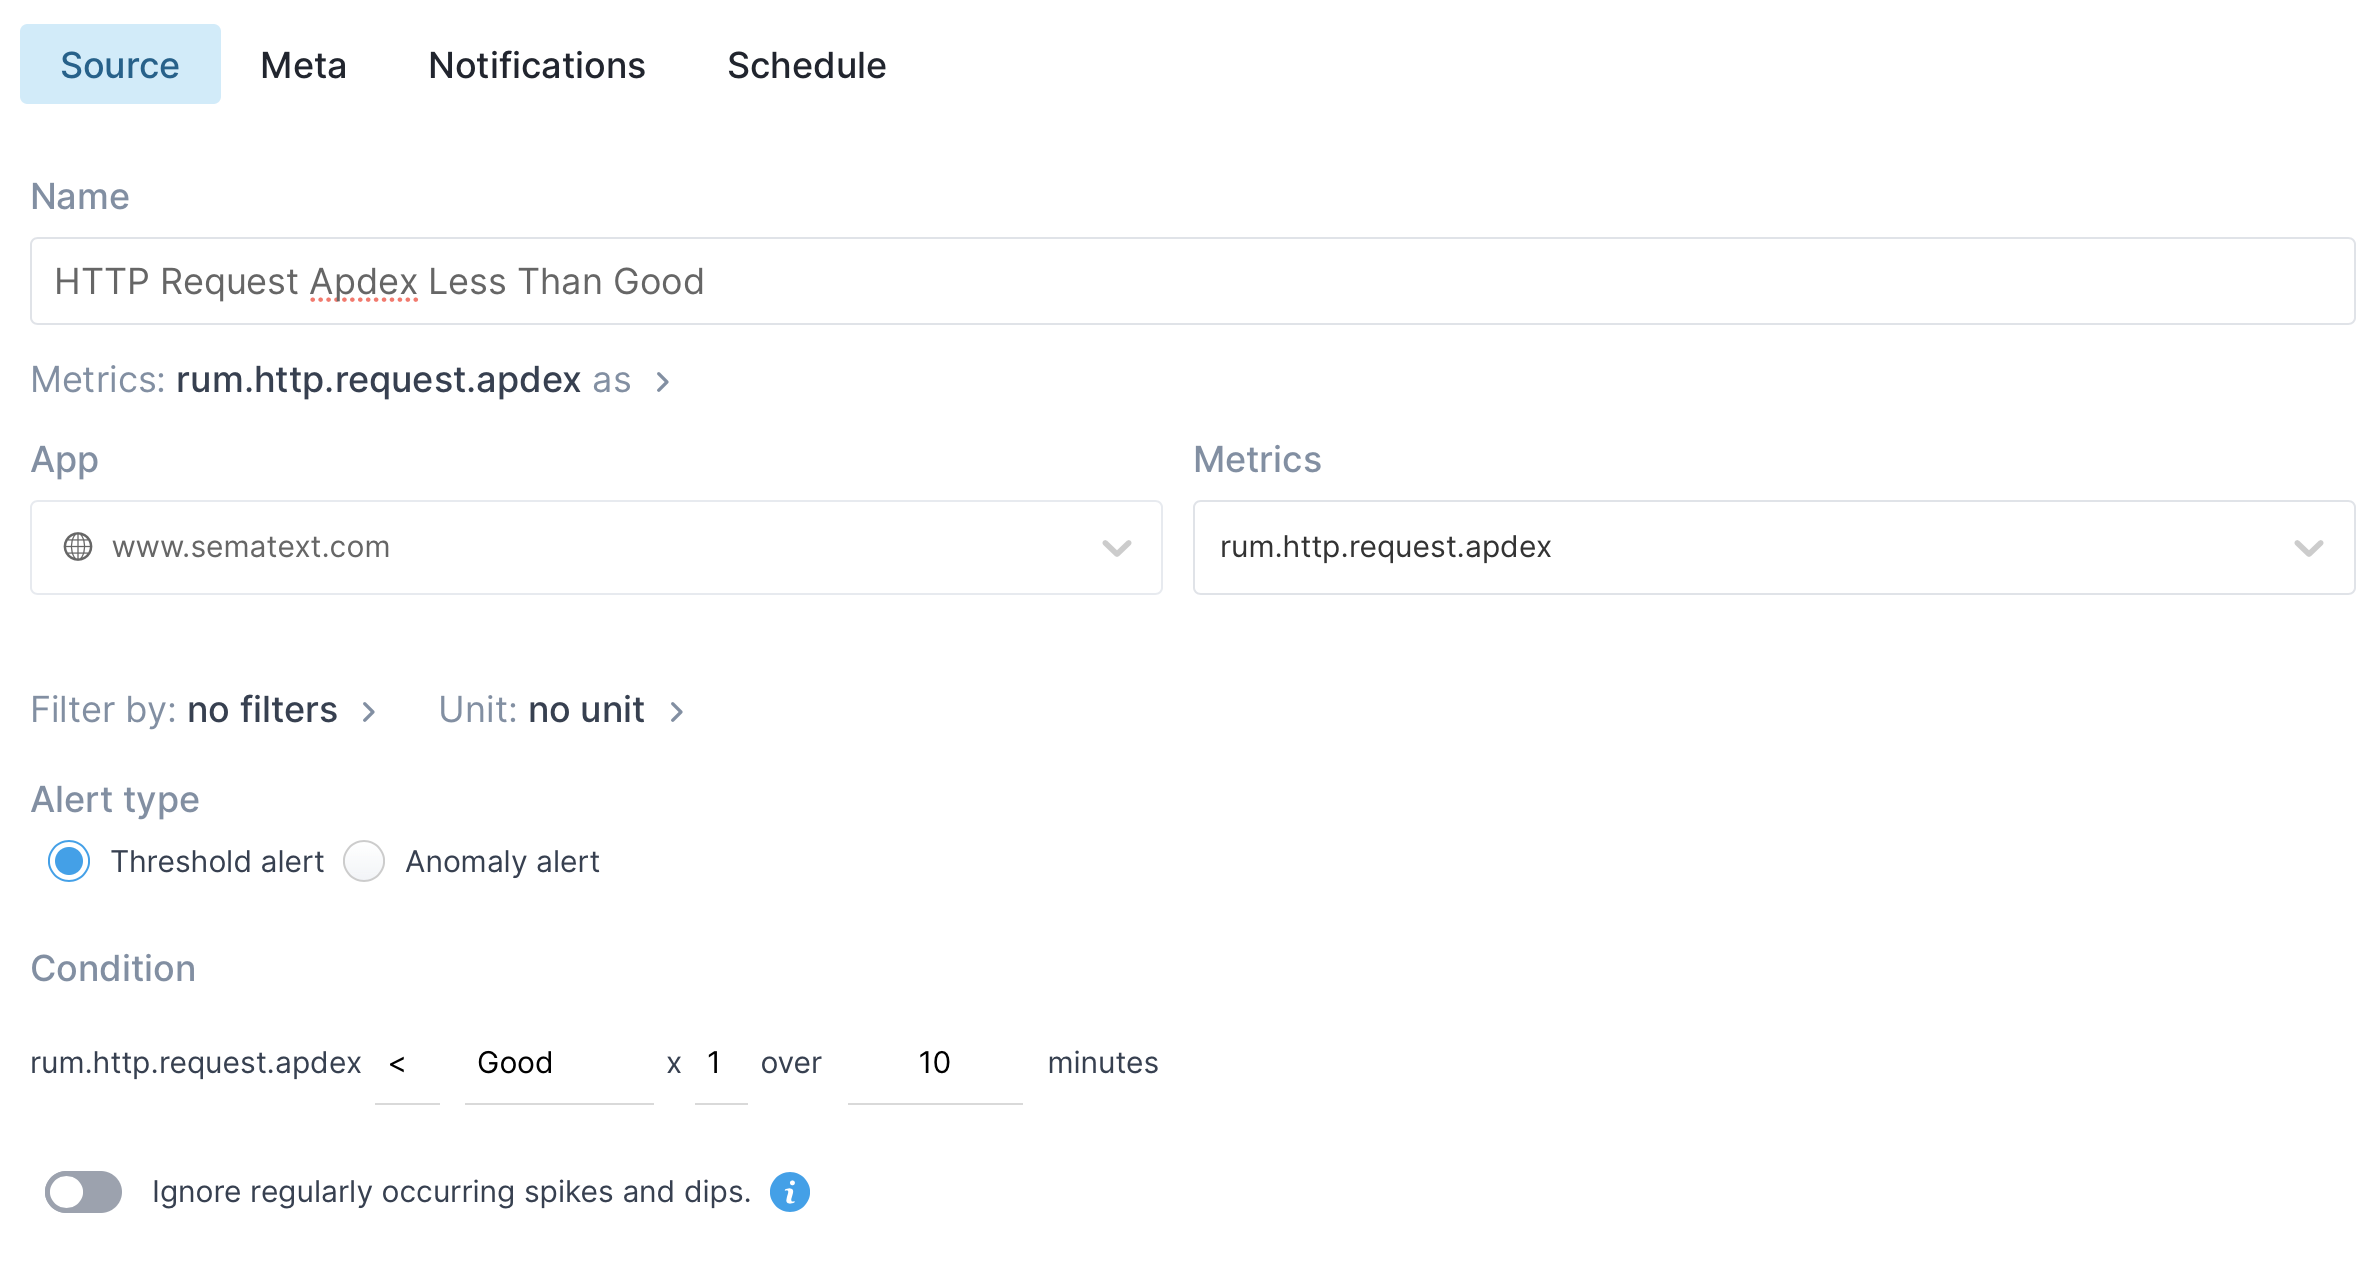 Source Meta Notifications Schedule
Name
HTTP Request Apdex Less Than Good
Metrics: rum.http.request.apdex as
App Metrics
www.sematext.com rum.http.request.apdex
Filter by: no filters Unit: no unit
Alert type
Threshold alert Anomaly alert
Condition
rum.http.request.apdex < Good x 1 over 10 minutes
Ignore regularly occurring spikes and dips. i